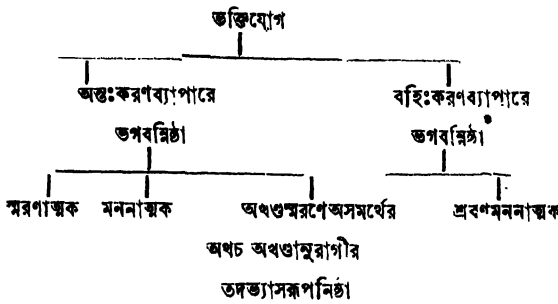 ভক্তিযোগ
অন্তঃকরণব্যাপারে
বহিঃকরণব্যাপারে
ভগবন্নিষ্ঠা
ভগবন্নিষ্ঠা
স্মরণাত্মক মননাত্মক অখণ্ডস্মরণেঅসমর্থের শ্রবণমননাত্মক
অথচ অখণ্ডানুরাগীর
তদভ্যাসরূপনিষ্ঠা